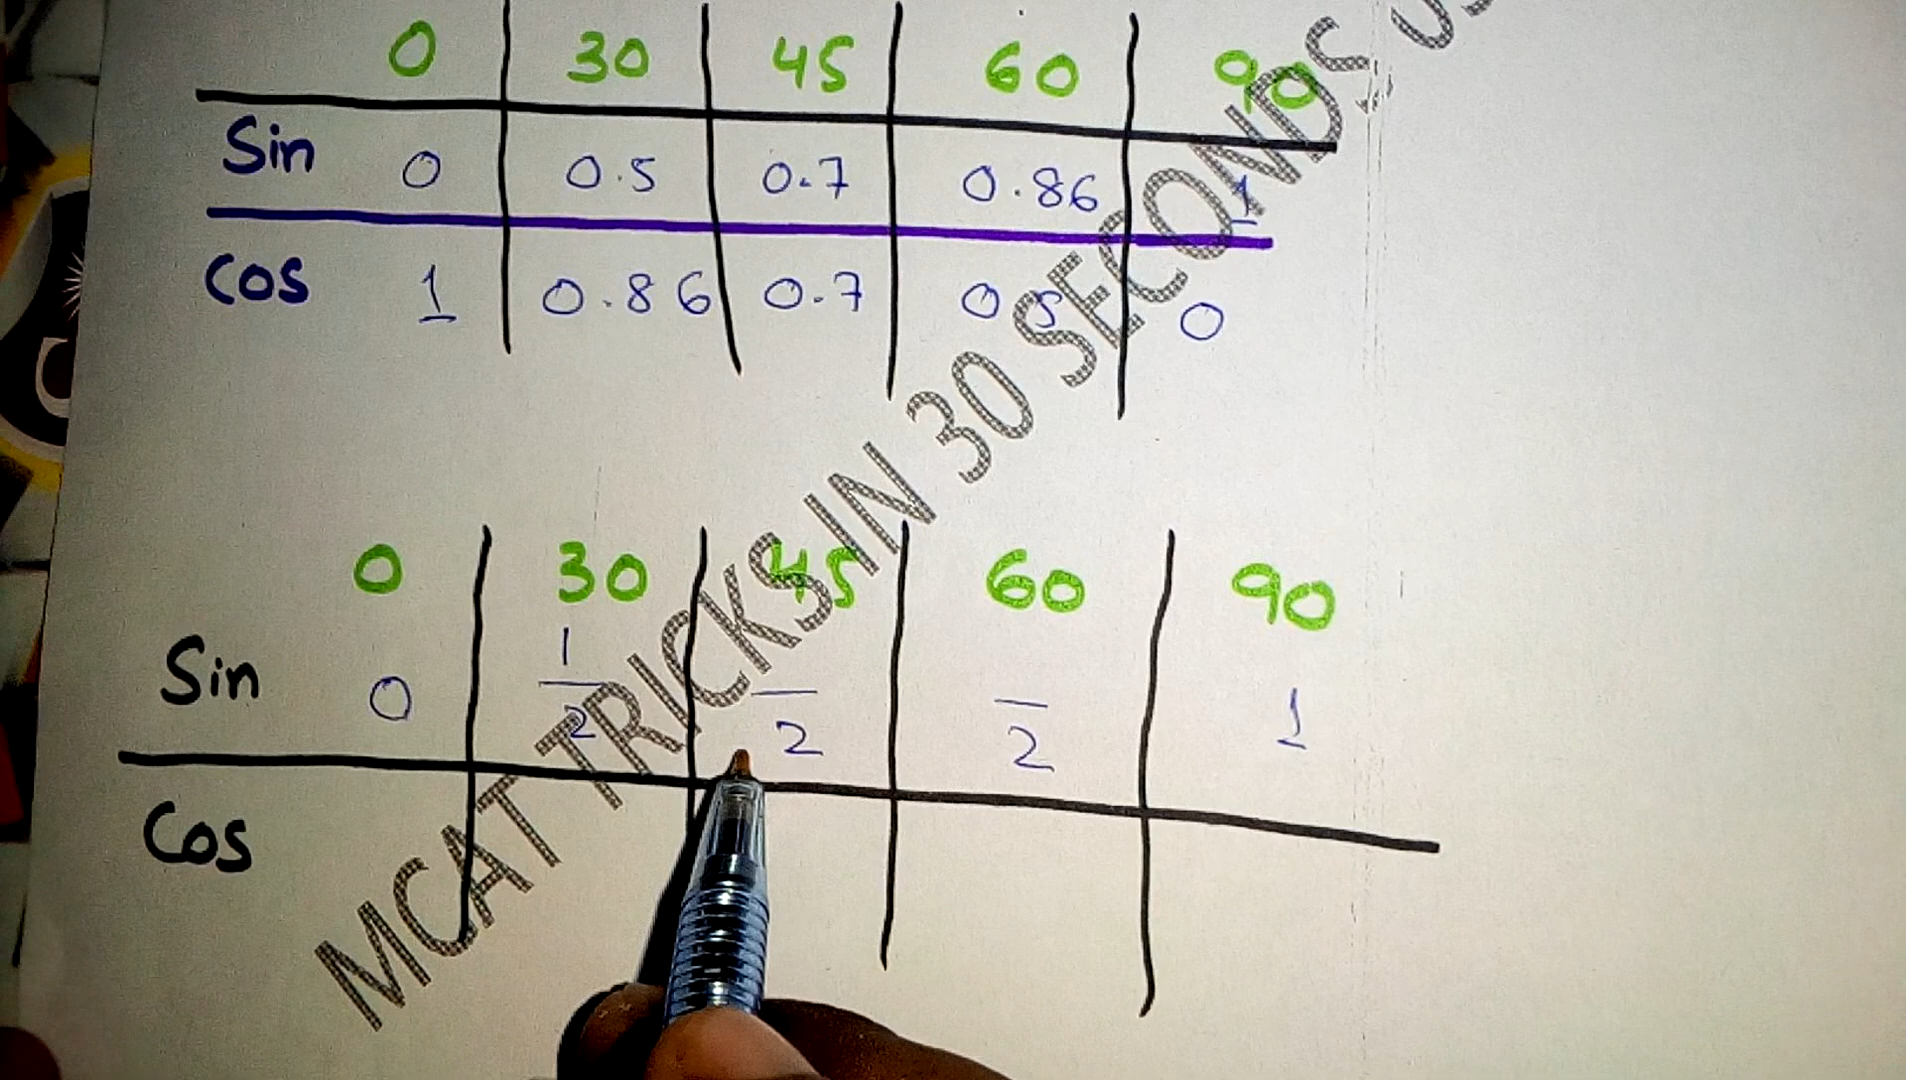 0 30 45 60 90
Sin 0 0.5 0.7 0.86 1
Cos 1 0.86 0.7 0.5 0
0 30 45 60 90
Sin 0 1/2 /2 /2 1
Cos
MCAT TRICKS IN 30 SECONDS